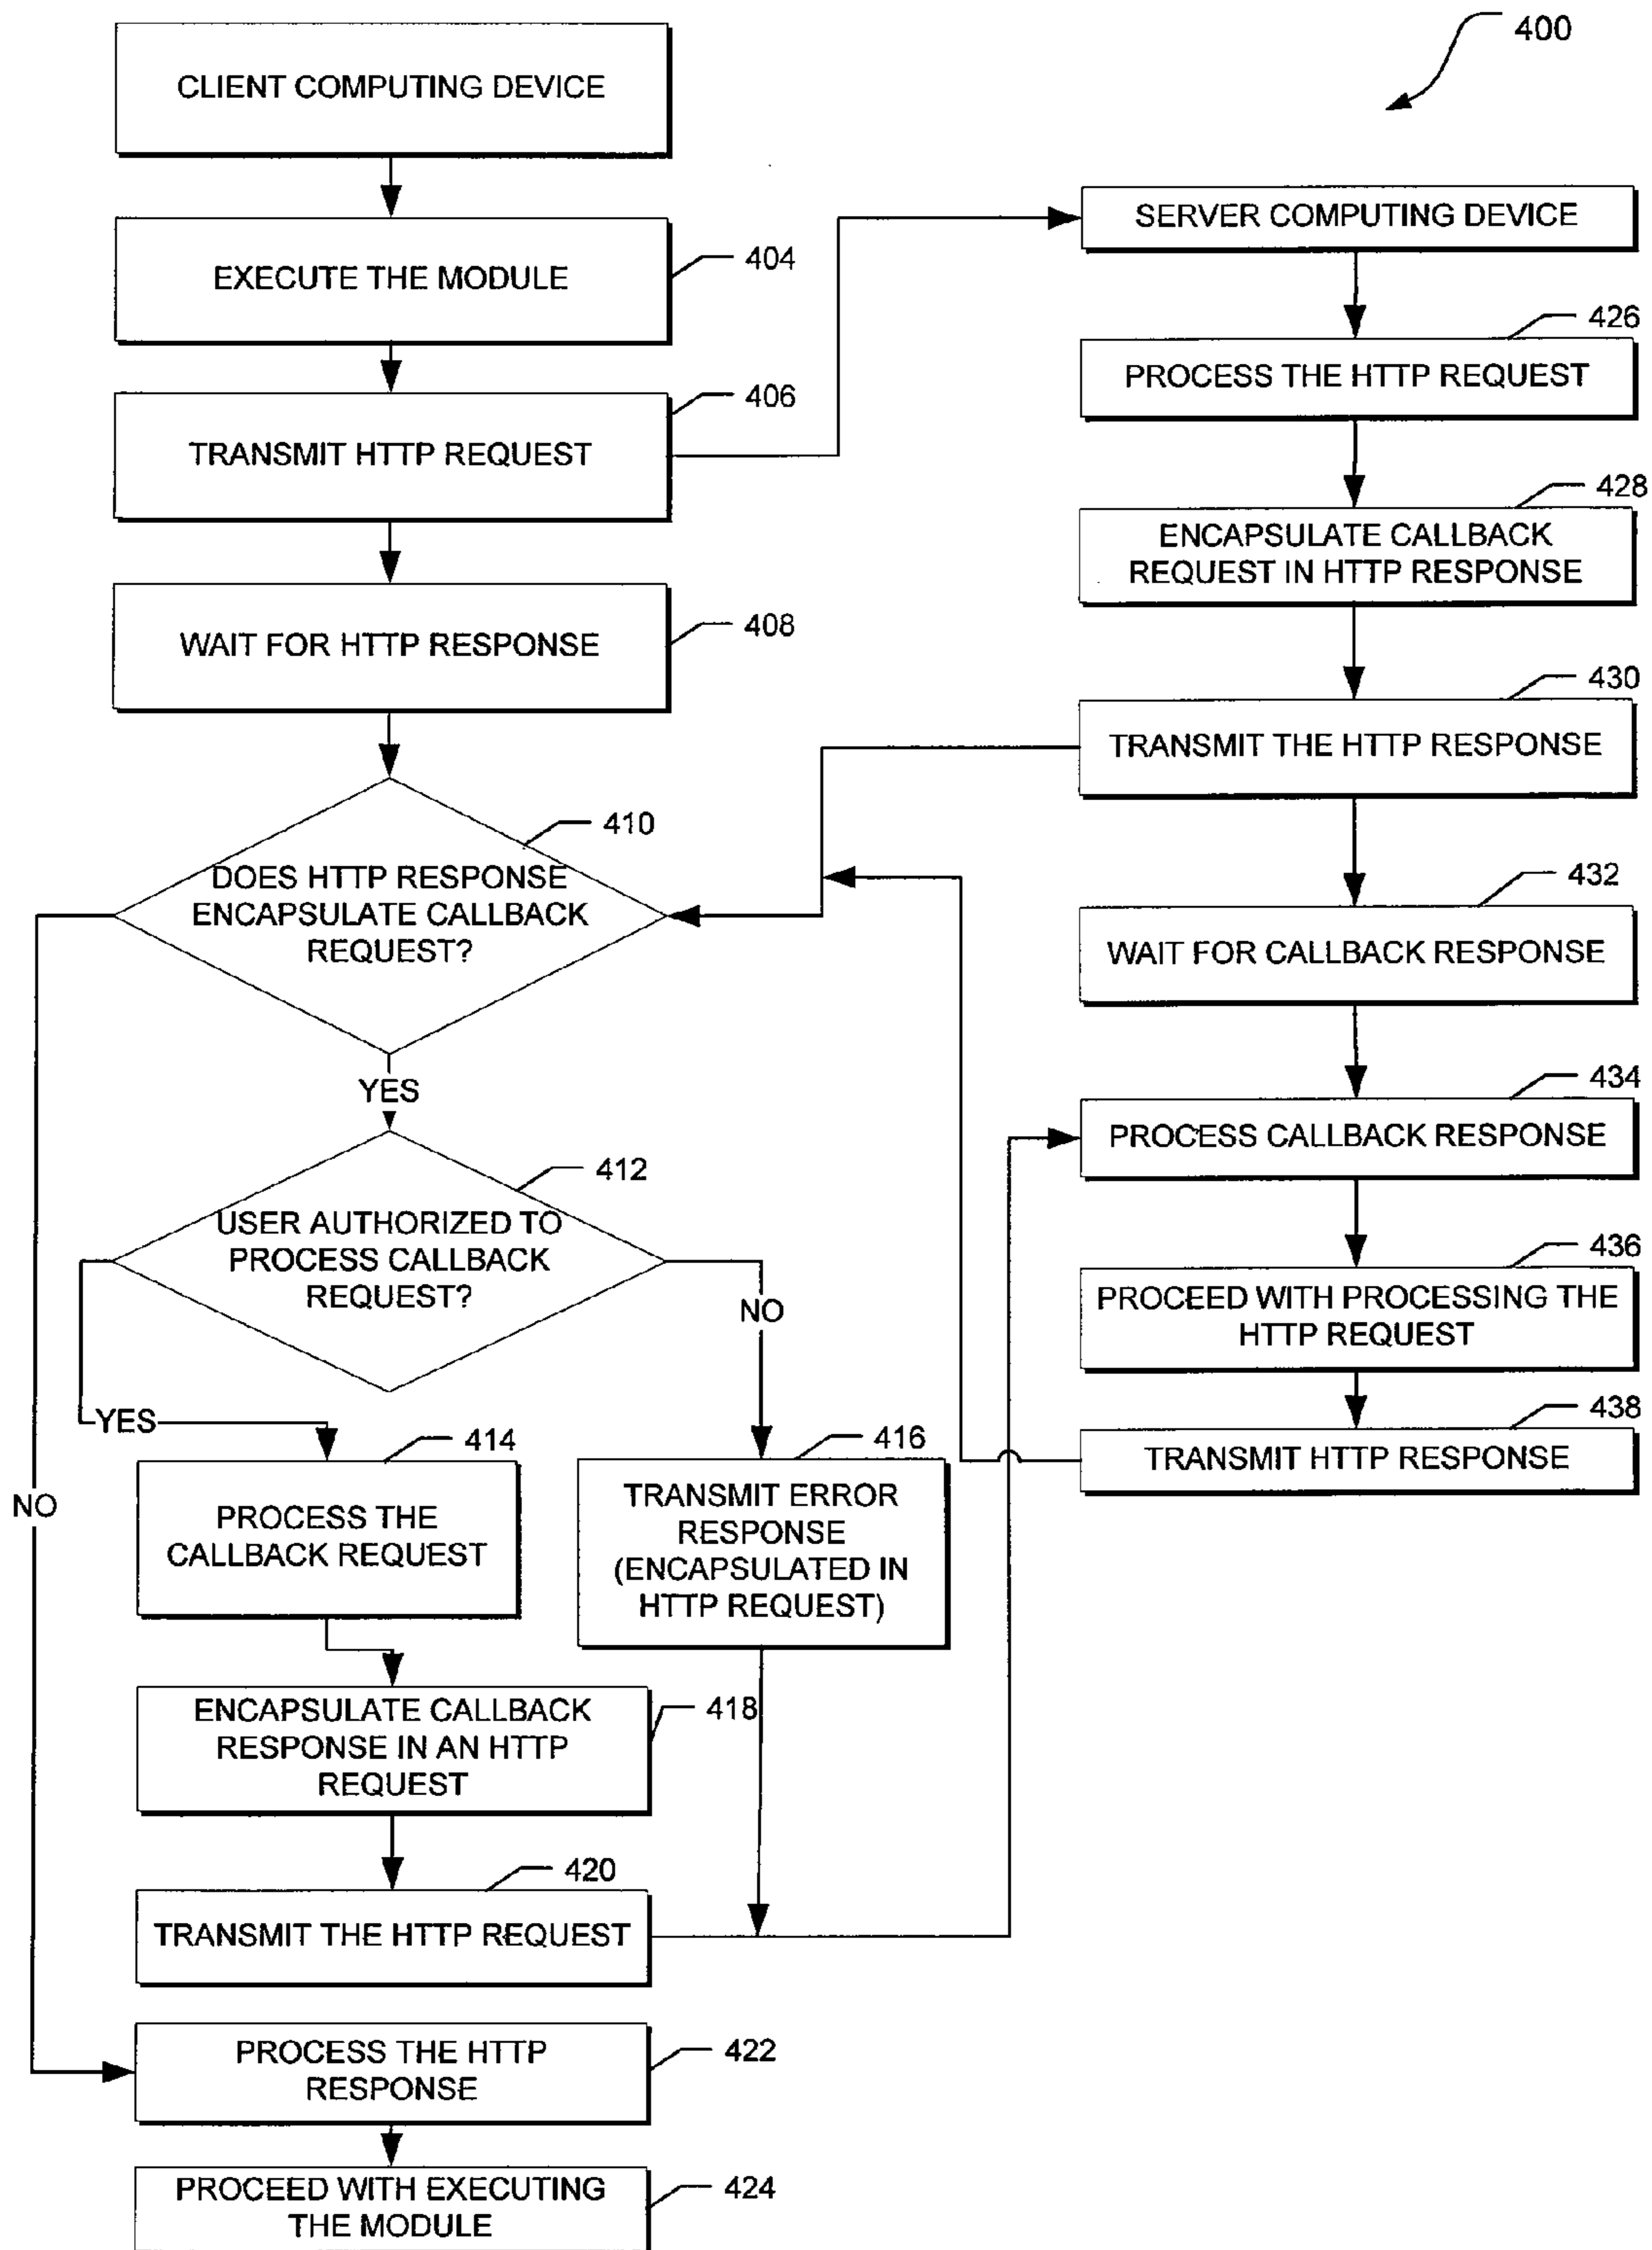 400
CLIENT COMPUTING DEVICE
EXECUTE THE MODULE
404
TRANSMIT HTTP REQUEST
406
WAIT FOR HTTP RESPONSE
408
410
DOES HTTP RESPONSE
ENCAPSULATE CALLBACK
REQUEST?
YES
412
USER AUTHORIZED TO
PROCESS CALLBACK
REQUEST?
NO
YES
NO
414
PROCESS THE
CALLBACK REQUEST
416
TRANSMIT ERROR
RESPONSE
(ENCAPSULATED IN
HTTP REQUEST)
ENCAPSULATE CALLBACK
RESPONSE IN AN HTTP
REQUEST
418
420
TRANSMIT THE HTTP REQUEST
PROCESS THE HTTP
RESPONSE
422
PROCEED WITH EXECUTING
THE MODULE
424
SERVER COMPUTING DEVICE
426
PROCESS THE HTTP REQUEST
428
ENCAPSULATE CALLBACK
REQUEST IN HTTP RESPONSE
430
TRANSMIT THE HTTP RESPONSE
432
WAIT FOR CALLBACK RESPONSE
434
PROCESS CALLBACK RESPONSE
436
PROCEED WITH PROCESSING THE
HTTP REQUEST
438
TRANSMIT HTTP RESPONSE